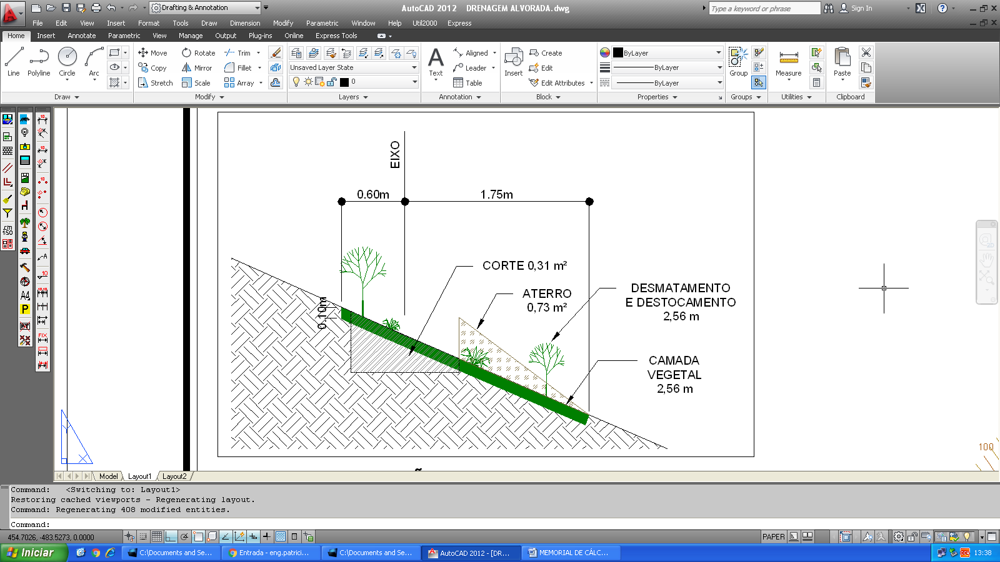 Drafting & Annotation
AutoCAD 2012 DRENAGEM ALVORADA.dwg
Type a keyword or phrase
Sign In
File Edit View Insert Format Tools Draw Dimension Modify Parametric Window Help Util2000 Express
Home Insert Annotate Parametric View Manage Output Plug-ins Online Express Tools
Move Rotate Trim Aligned Create ByLayer
Copy Mirror Fillet Unsaved Layer State Leader Edit ByLayer
Line Polyline Circle Arc Text Insert Group Measure Paste
Stretch Scale Array 0 Table Edit Attributes ByLayer
Draw Modify Layers Annotation Block Properties Groups Utilities Clipboard
EIXO
0.60m 1.75m
CORTE 0,31 m²
ATERRO
0,73 m²
DESMATAMENTO
E DESTOCAMENTO
2,56 m
0.10m
CAMADA
VEGETAL
2,56 m
100
Model Layout1 Layout2
Command: <Switching to: Layout1>
Restoring cached viewports - Regenerating layout.
Command: Regenerating 408 modified entities.
Command:
454.7026, -483.5273, 0.0000
PAPER
Iniciar
C:\Documents and Se...
Entrada - eng.patrici...
C:\Documents and Se...
AutoCAD 2012 - [DR...
MEMORIAL DE CÁLC...
13:38